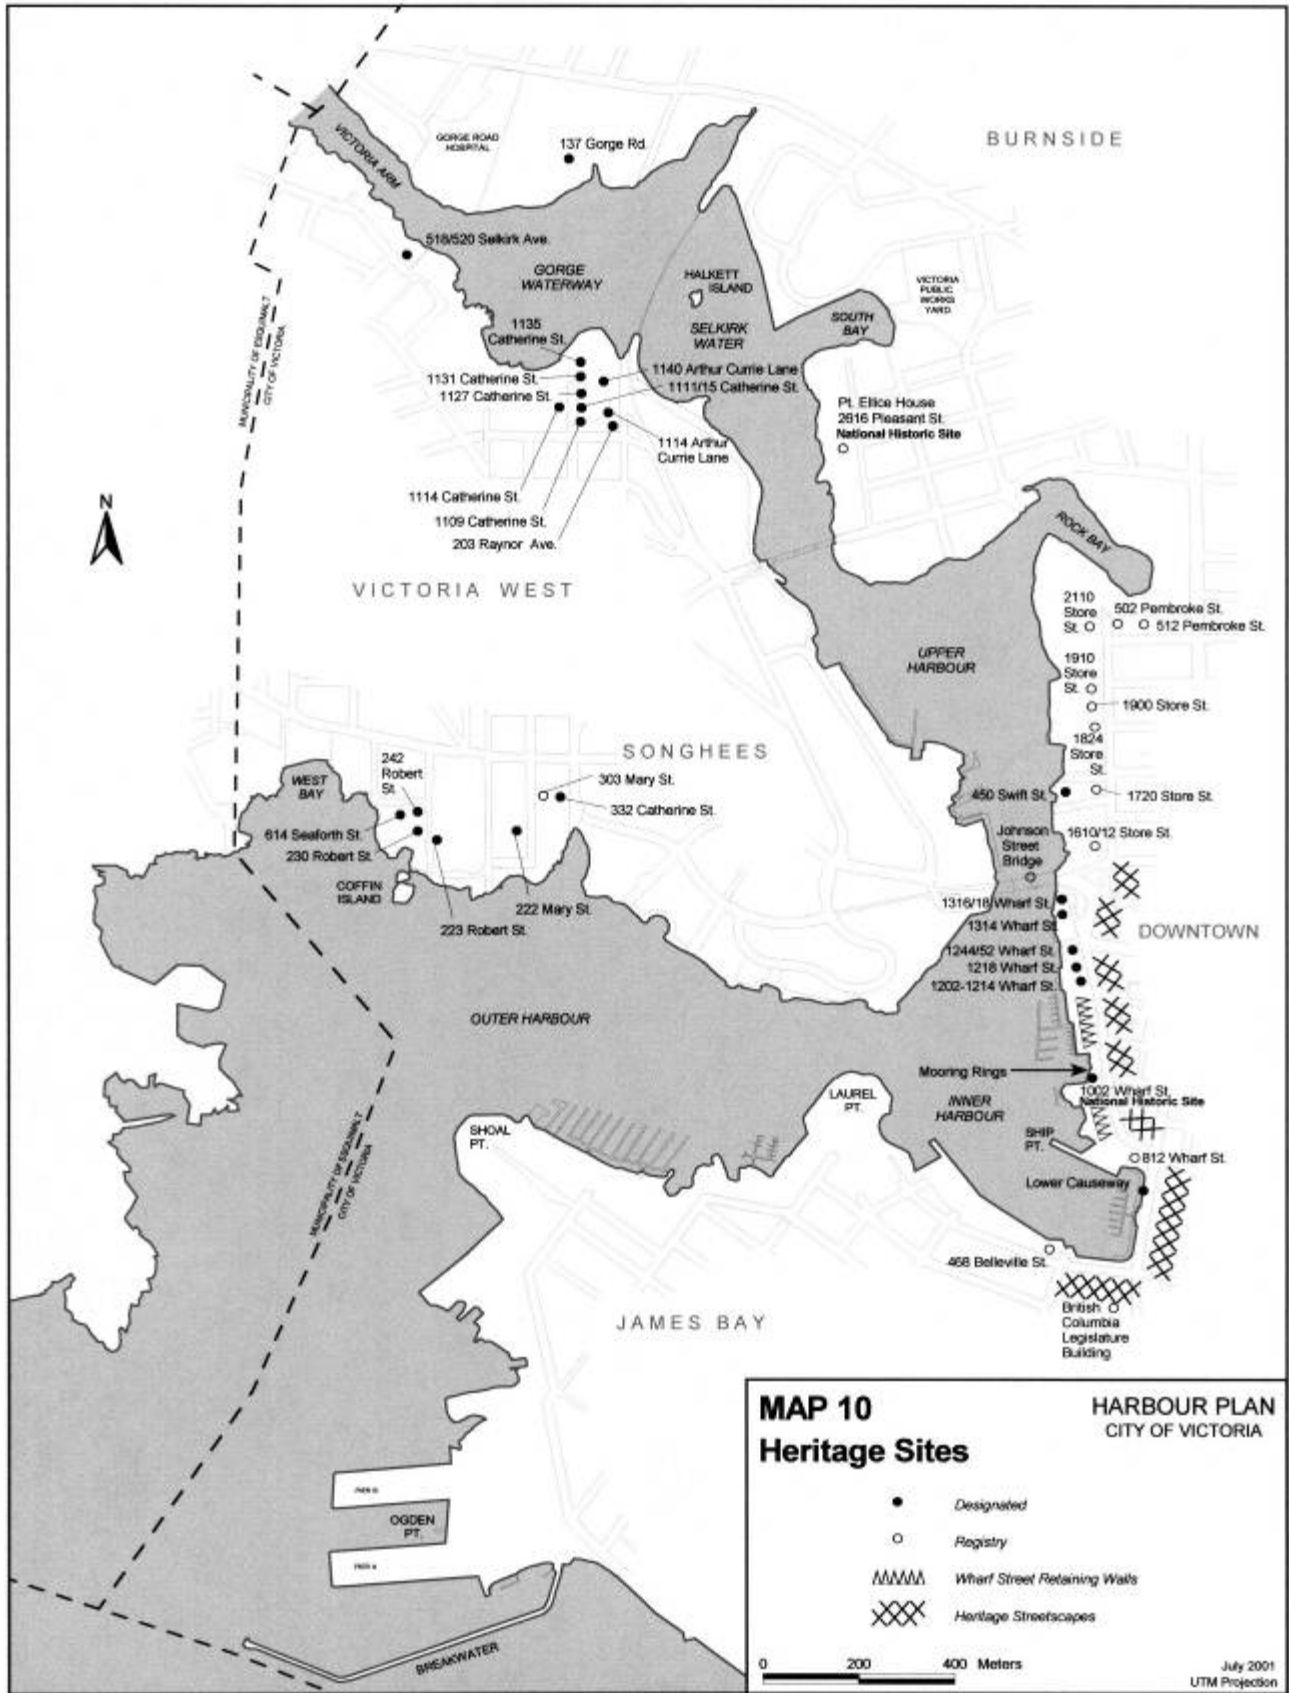 BURNSIDE
GORGE ROAD
HOSPITAL
137 Gorge Rd.
VICTORIA ARM
518/520 Selkirk Ave.
GORGE
WATERWAY
HALKETT
ISLAND
VICTORIA
PUBLIC
WORKS
YARD
SOUTH
BAY
SELKIRK
WATER
MUNICIPALITY OF ESQUIMALT
CITY OF VICTORIA
1135
Catherine St.
1131 Catherine St.
1127 Catherine St.
1140 Arthur Currie Lane
1111/15 Catherine St.
Pt. Ellice House
2616 Pleasant St.
National Historic Site
1114 Arthur
Currie Lane
1114 Catherine St.
1109 Catherine St.
203 Raynor Ave.
N
ROCK BAY
VICTORIA WEST
2110
Store
St.
502 Pembroke St.
512 Pembroke St.
UPPER
HARBOUR
1910
Store
St.
1900 Store St.
1824
Store
St.
SONGHEES
242
Robert
St.
WEST
BAY
303 Mary St.
332 Catherine St.
450 Swift St.
1720 Store St.
614 Seaforth St.
230 Robert St.
Johnson
Street
Bridge
1610/12 Store St.
COFFIN
ISLAND
222 Mary St.
223 Robert St.
1316/18 Wharf St.
1314 Wharf St.
DOWNTOWN
1244/52 Wharf St.
1218 Wharf St.
1202-1214 Wharf St.
OUTER HARBOUR
Mooring Rings
1002 Wharf St.
National Historic Site
LAUREL
PT.
INNER
HARBOUR
SHOAL
PT.
SHIP
PT.
812 Wharf St.
MUNICIPALITY OF ESQUIMALT
CITY OF VICTORIA
Lower Causeway
468 Belleville St.
JAMES BAY
British
Columbia
Legislature
Building
PIER B
OGDEN
PT.
PIER A
BREAKWATER
MAP 10
Heritage Sites
HARBOUR PLAN
CITY OF VICTORIA
Designated
Registry
Wharf Street Retaining Walls
Heritage Streetscapes
0 200 400 Meters
July 2001
UTM Projection